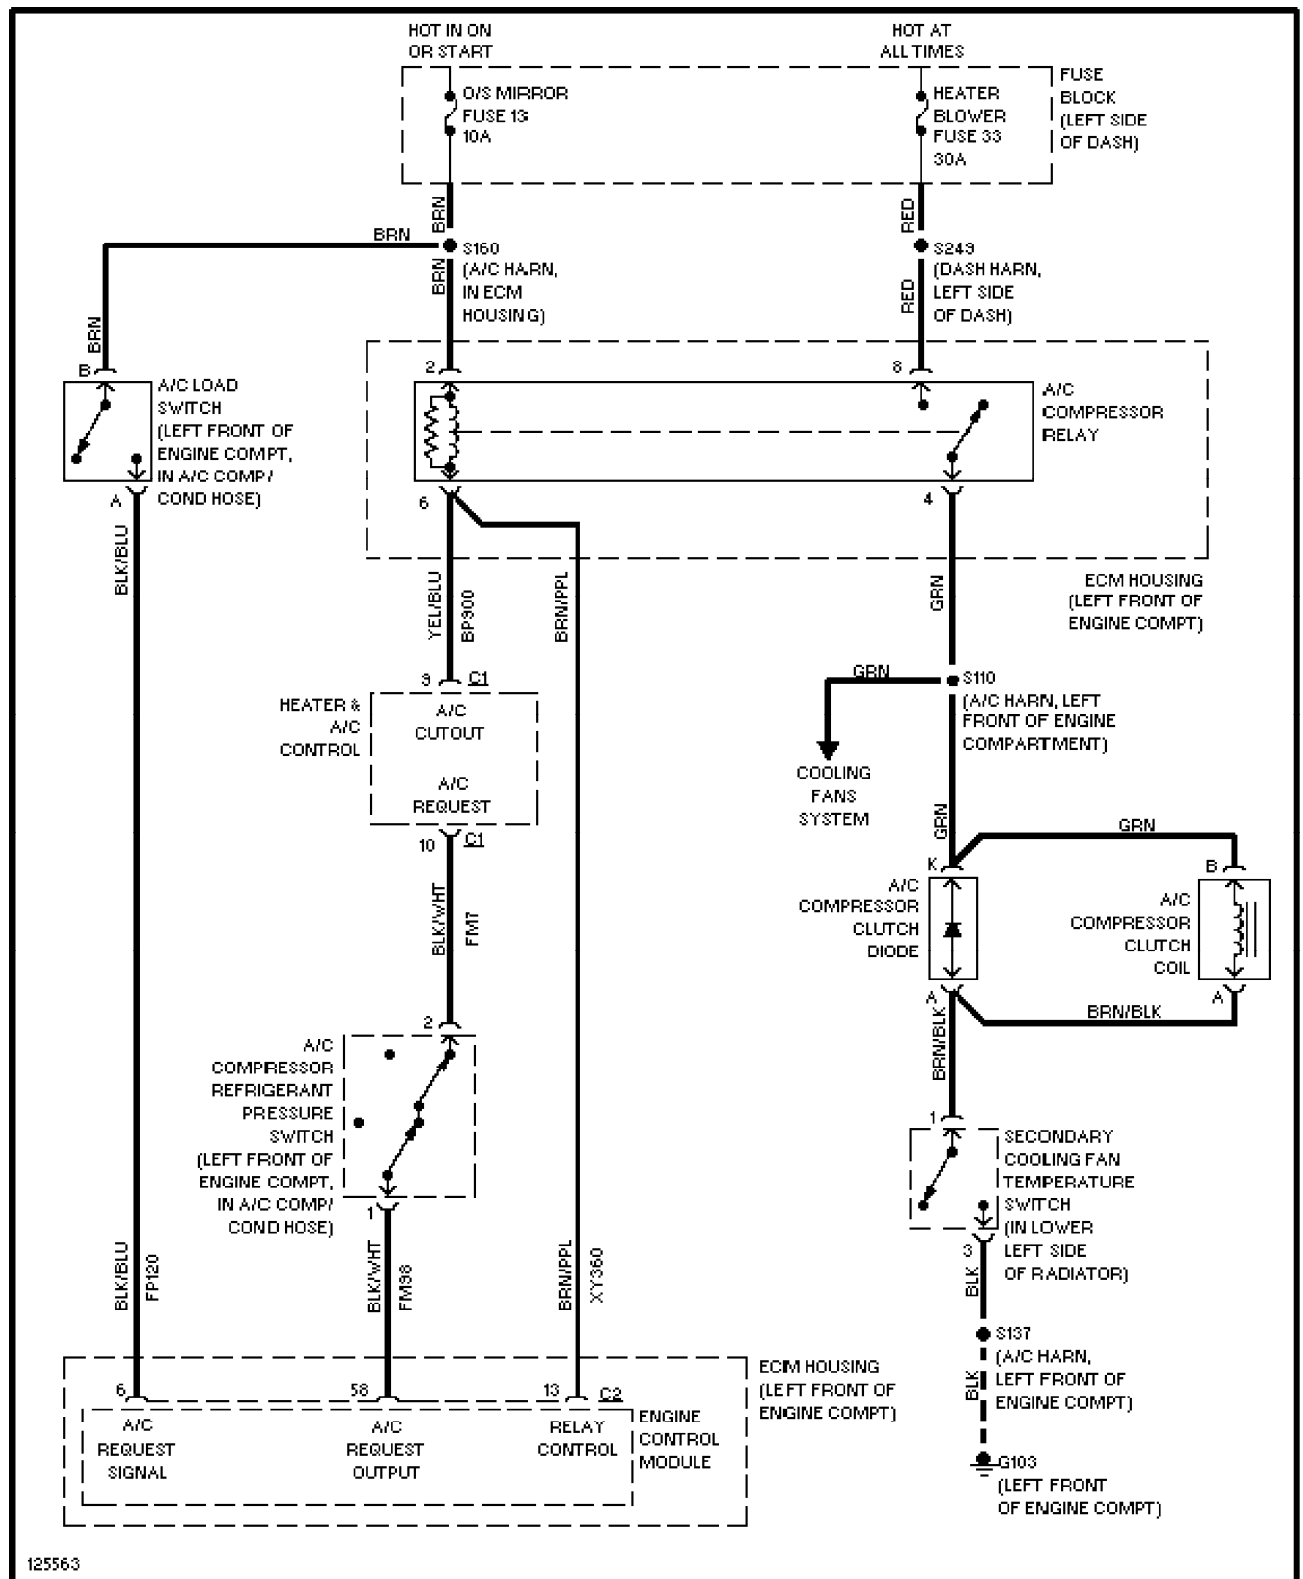 HOT IN ON
OR START
HOT AT
ALL TIMES
O/S MIRROR
FUSE 13
10A
HEATER
BLOWER
FUSE 33
30A
FUSE
BLOCK
(LEFT SIDE
OF DASH)
BRN
RED
BRN
S160
(A/C HARN,
IN ECM
HOUSING)
BRN
S249
(DASH HARN,
LEFT SIDE
OF DASH)
RED
BRN
B
A/C LOAD
SWITCH
(LEFT FRONT OF
ENGINE COMPT,
IN A/C COMP/
COND HOSE)
A
2
8
A/C
COMPRESSOR
RELAY
6
4
BLK/BLU
YEL/BLU
BP900
BRN/PPL
GRN
ECM HOUSING
(LEFT FRONT OF
ENGINE COMPT)
9 C1
HEATER &
A/C
CONTROL
A/C
CUTOUT
A/C
REQUEST
10 C1
GRN
S110
(A/C HARN, LEFT
FRONT OF ENGINE
COMPARTMENT)
COOLING
FANS
SYSTEM
GRN
GRN
K
B
A/C
COMPRESSOR
CLUTCH
DIODE
A/C
COMPRESSOR
CLUTCH
COIL
A
A
BLK/WHT
FM7
BRN/BLK
BRN/BLK
2
A/C
COMPRESSOR
REFRIGERANT
PRESSURE
SWITCH
(LEFT FRONT OF
ENGINE COMPT,
IN A/C COMP/
COND HOSE)
1
1
SECONDARY
COOLING FAN
TEMPERATURE
SWITCH
(IN LOWER
LEFT SIDE
OF RADIATOR)
3
BLK/BLU
FP120
BLK/WHT
FM98
BRN/PPL
XY360
BLK
S137
(A/C HARN,
LEFT FRONT OF
ENGINE COMPT)
BLK
G103
(LEFT FRONT
OF ENGINE COMPT)
ECM HOUSING
(LEFT FRONT OF
ENGINE COMPT)
6
58
13 C2
A/C
REQUEST
SIGNAL
A/C
REQUEST
OUTPUT
RELAY
CONTROL
ENGINE
CONTROL
MODULE
125563